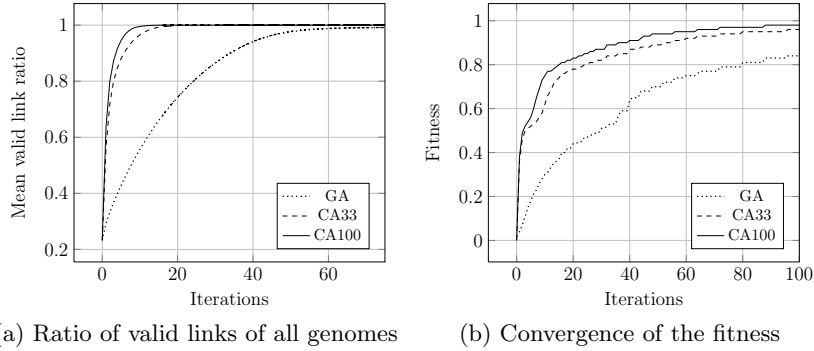 1
0.8
0.6
0.4
0.2
Mean valid link ratio
0
20
40
60
Iterations
GA
CA33
CA100
a) Ratio of valid links of all genomes
1
0.8
0.6
0.4
0.2
0
Fitness
0
20
40
60
80
100
Iterations
GA
CA33
CA100
(b) Convergence of the fitness